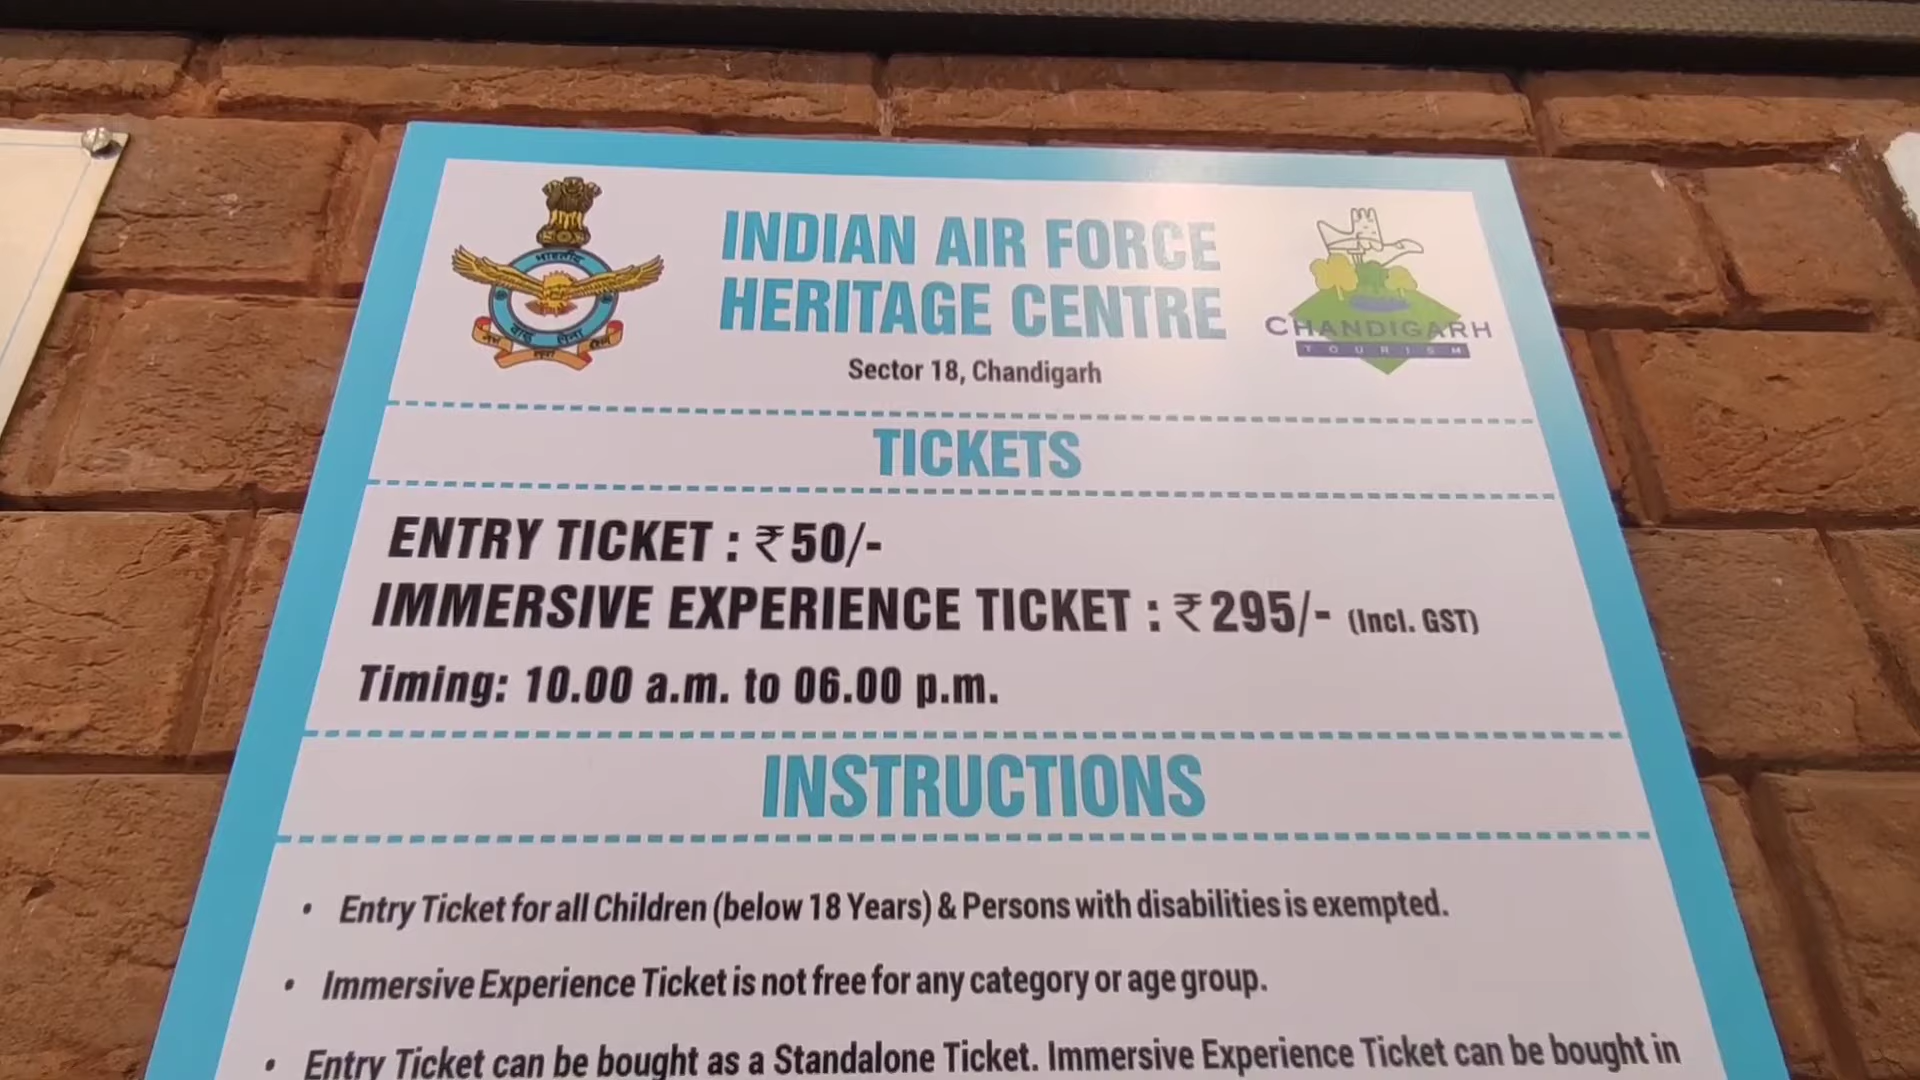 INDIAN AIR FORCE
HERITAGE CENTRE
Sector 18, Chandigarh
CHANDIGARH
TOURISM
TICKETS
ENTRY TICKET : ₹50/-
IMMERSIVE EXPERIENCE TICKET : ₹295/- (Incl. GST)
Timing: 10.00 a.m. to 06.00 p.m.
INSTRUCTIONS
• Entry Ticket for all Children (below 18 Years) & Persons with disabilities is exempted.
• Immersive Experience Ticket is not free for any category or age group.
• Entry Ticket can be bought as a Standalone Ticket. Immersive Experience Ticket can be bought in